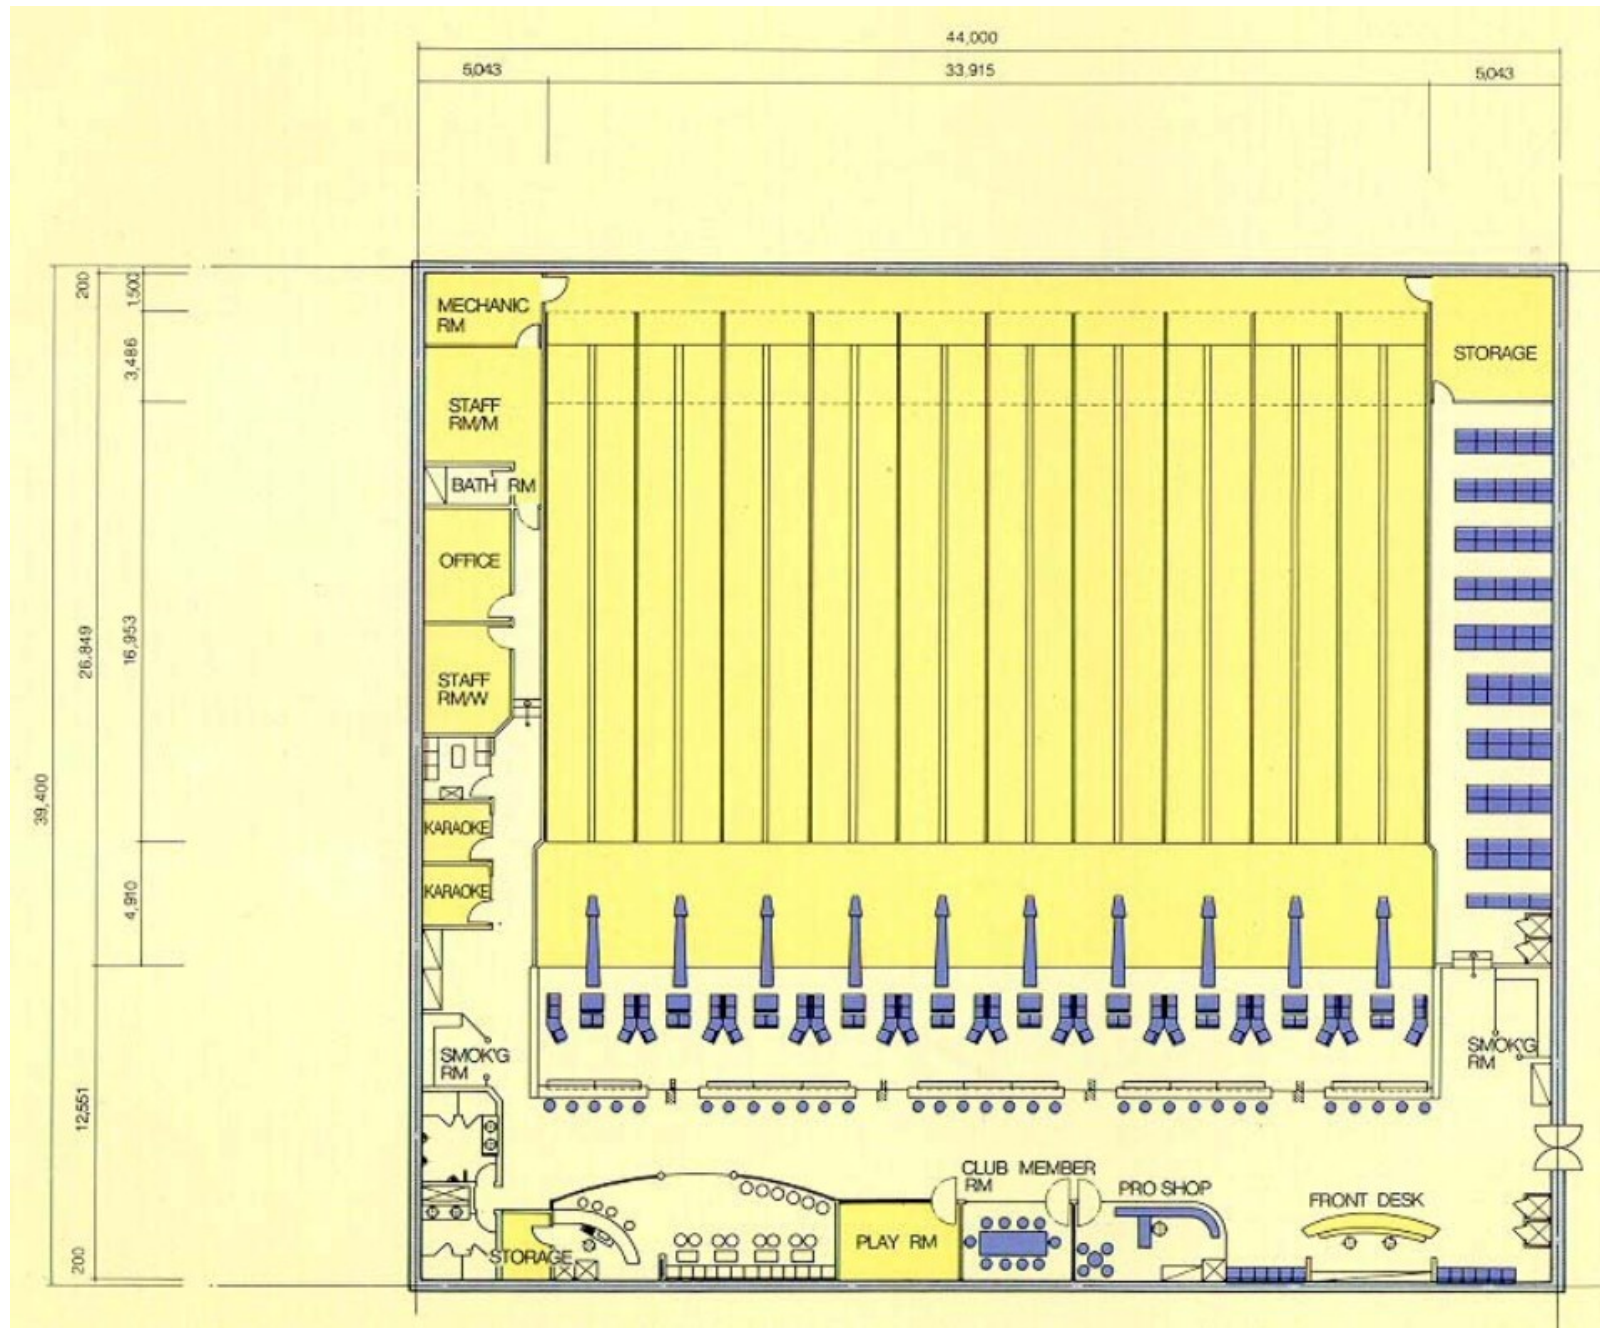 44,000
5,043
33,915
5,043
200
1,500
3,486
16,953
26.849
39,400
4,910
12,551
200
MECHANIC
RM
STORAGE
STAFF
RM/M
BATH RM
OFFICE
STAFF
RM/W
KARAOKE
KARAOKE
SMOK'G
RM
SMOK'G
RM
CLUB MEMBER
RM
PRO SHOP
FRONT DESK
PLAY RM
STORAGE